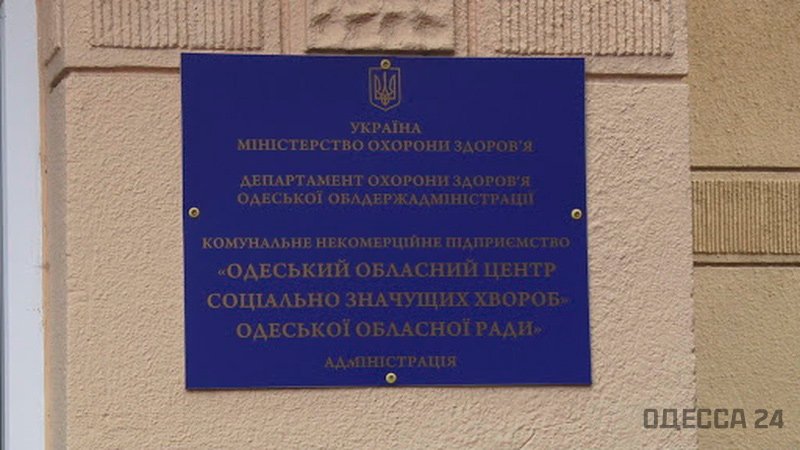 УКРАЇНА
МІНІСТЕРСТВО ОХОРОНИ ЗДОРОВ'Я
ДЕПАРТАМЕНТ ОХОРОНИ ЗДОРОВ'Я
ОДЕСЬКОЇ ОБЛДЕРЖАДМІНІСТРАЦІЇ
КОМУНАЛЬНЕ НЕКОМЕРЦІЙНЕ ПІДПРИЄМСТВО
«ОДЕСЬКИЙ ОБЛАСНИЙ ЦЕНТР
СОЦІАЛЬНО ЗНАЧУЩИХ ХВОРОБ»
ОДЕСЬКОЇ ОБЛАСНОЇ РАДИ»
АДМІНІСТРАЦІЯ
ОДЕССА 24